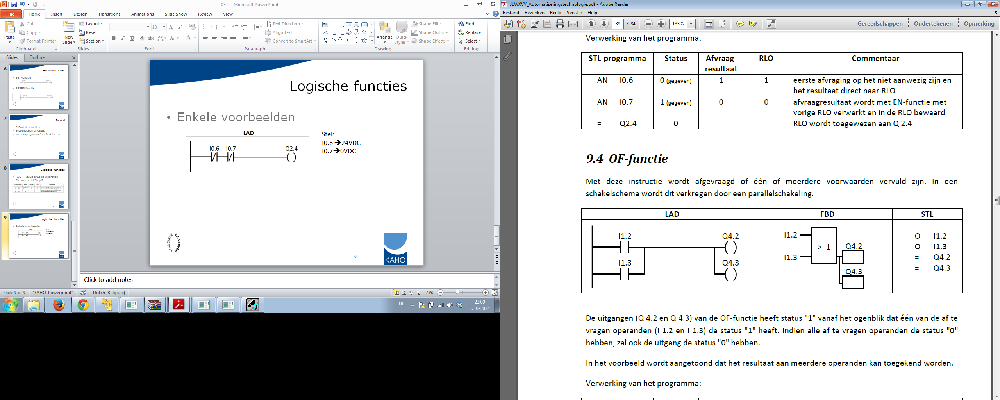 03_ - Microsoft PowerPoint
File Home Insert Design Transitions Animations Slide Show Review View
Paste
Cut
Copy
Format Painter
Clipboard
New
Slide
Layout
Reset
Section
Slides
18
Font
Text Direction
Align Text
Convert to SmartArt
Paragraph
Arrange
Quick
Styles
Shape Fill
Shape Outline
Shape Effects
Drawing
Find
Replace
Select
Editing
Slides Outline
6
Basisinstructies
• SET-functie
• RESET-functie
7
Inhoud
• 8 Basisinstructies
• 9 Logische functies
• 10 Basisprogramma's en flankdetectie
8
Logische functies
• RLO= Result of Logic Operation
• Zie voorbeeld Step 7
9
Logische functies
• Enkele voorbeelden
Logische functies
• Enkele voorbeelden
LAD
I0.6 I0.7 Q2.4
Stel:
I0.6 ➔24VDC
I0.7➔0VDC
ASSOCIATIE
K.U.LEUVEN
9
KAHO
Click to add notes
Slide 9 of 9 "KAHO_Powerpoint" Dutch (Belgium) 73%
NL 23:09
6/10/2014
JLWXVY_Automatiseringstechnologie.pdf - Adobe Reader
Bestand Bewerken Beeld Venster Help
39 / 84 133% Gereedschappen Ondertekenen Opmerking
Verwerking van het programma:
STL-programma Status Afvraag-
resultaat RLO Commentaar
AN I0.6 0 (gegeven) 1 1 eerste afvraging op het niet aanwezig zijn en
het resultaat direct naar RLO
AN I0.7 1 (gegeven) 0 0 afvraagresultaat wordt met EN-functie met
vorige RLO verwerkt en in de RLO bewaard
= Q2.4 0 RLO wordt toegewezen aan Q 2.4
9.4 OF-functie
Met deze instructie wordt afgevraagd of één of meerdere voorwaarden vervuld zijn. In een
schakelschema wordt dit verkregen door een parallelschakeling.
LAD FBD STL
I1.2 Q4.2
I1.3 Q4.3
I1.2
>=1 Q4.2
I1.3 =
Q4.3
=
O I1.2
O I1.3
= Q4.2
= Q4.3
De uitgangen (Q 4.2 en Q 4.3) van de OF-functie heeft status "1" vanaf het ogenblik dat één van de af te
vragen operanden (I 1.2 en I 1.3) de status "1" heeft. Indien alle af te vragen operanden de status "0"
hebben, zal ook de uitgang de status "0" hebben.
In het voorbeeld wordt aangetoond dat het resultaat aan meerdere operanden kan toegekend worden.
Verwerking van het programma: